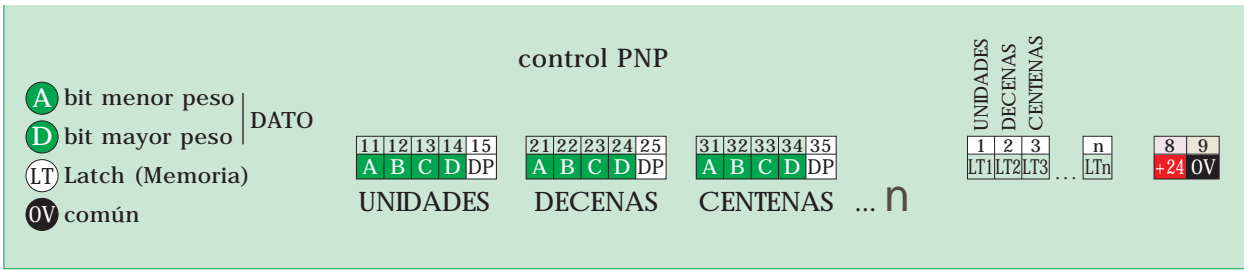 control PNP
UNIDADES
DECENAS
CENTENAS
A bit menor peso
D bit mayor peso
DATO
LT Latch (Memoria)
0V común
11 12 13 14 15
A B C D DP
UNIDADES
21 22 23 24 25
A B C D DP
DECENAS
31 32 33 34 35
A B C D DP
CENTENAS
... n
1 2 3 n
LT1 LT2 LT3 ... LTn
8 9
+24 0V